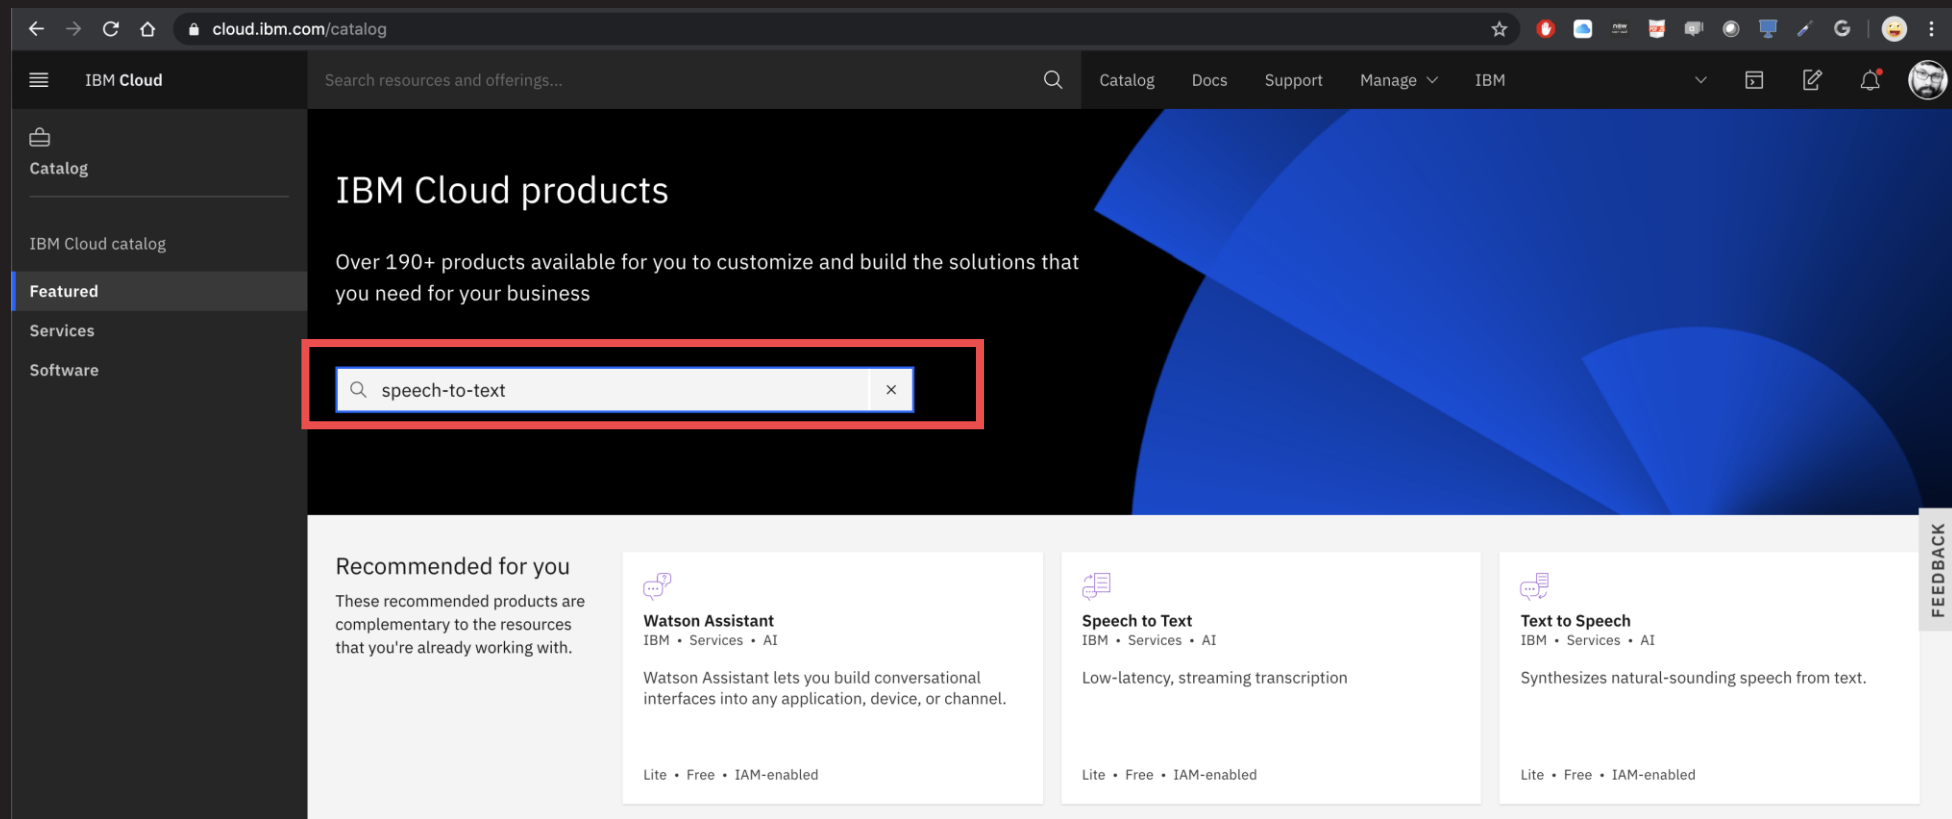 cloud.ibm.com/catalog
new
IBM Cloud
Search resources and offerings...
Catalog
Docs
Support
Manage
IBM
Catalog
IBM Cloud catalog
Featured
Services
Software
IBM Cloud products
Over 190+ products available for you to customize and build the solutions that
you need for your business
speech-to-text
FEEDBACK
Recommended for you
These recommended products are
complementary to the resources
that you're already working with.
Watson Assistant
IBM • Services • AI
Watson Assistant lets you build conversational
interfaces into any application, device, or channel.
Lite • Free • IAM-enabled
Speech to Text
IBM • Services • AI
Low-latency, streaming transcription
Lite • Free • IAM-enabled
Text to Speech
IBM • Services • AI
Synthesizes natural-sounding speech from text.
Lite • Free • IAM-enabled